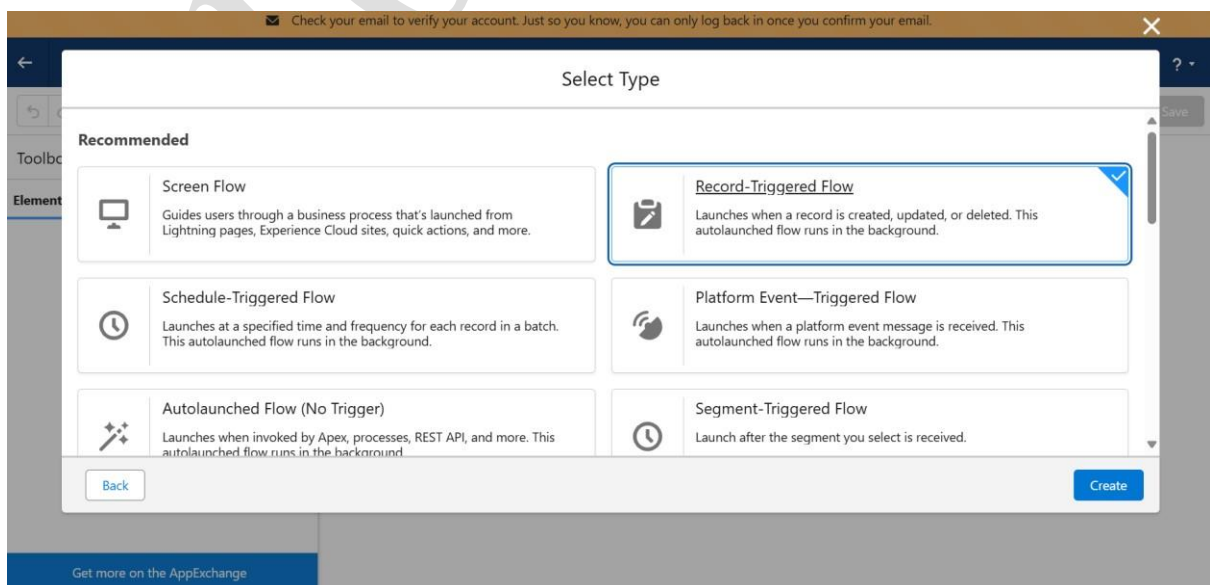 Check your email to verify your account. Just so you know, you can only log back in once you confirm your email.
Select Type
Save
Recommended
Toolbo
Element
Screen Flow
Guides users through a business process that's launched from
Lightning pages, Experience Cloud sites, quick actions, and more.
Record-Triggered Flow
Launches when a record is created, updated, or deleted. This
autolaunched flow runs in the background.
Schedule-Triggered Flow
Launches at a specified time and frequency for each record in a batch.
This autolaunched flow runs in the background.
Platform Event—Triggered Flow
Launches when a platform event message is received. This
autolaunched flow runs in the background.
Autolaunched Flow (No Trigger)
Launches when invoked by Apex, processes, REST API, and more. This
autolaunched flow runs in the background
Segment-Triggered Flow
Launch after the segment you select is received.
Back
Create
Get more on the AppExchange